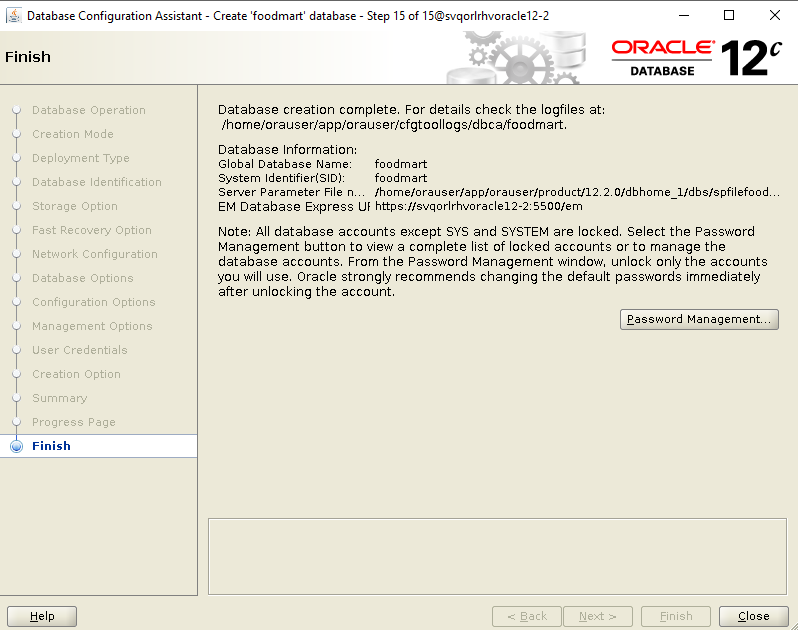 Database Configuration Assistant - Create 'foodmart' database - Step 15 of 15@svqorlrhvoracle12-2
Finish
ORACLE®
DATABASE
12c
Database Operation
Creation Mode
Deployment Type
Database Identification
Storage Option
Fast Recovery Option
Network Configuration
Database Options
Configuration Options
Management Options
User Credentials
Creation Option
Summary
Progress Page
Finish
Database creation complete. For details check the logfiles at:
/home/orauser/app/orauser/cfgtoollogs/dbca/foodmart.
Database Information:
Global Database Name: foodmart
System Identifier(SID): foodmart
Server Parameter File n... /home/orauser/app/orauser/product/12.2.0/dbhome_1/dbs/spfilefood...
EM Database Express UR https://svqorlrhvoracle12-2:5500/em
Note: All database accounts except SYS and SYSTEM are locked. Select the Password
Management button to view a complete list of locked accounts or to manage the
database accounts. From the Password Management window, unlock only the accounts
you will use. Oracle strongly recommends changing the default passwords immediately
after unlocking the account.
Password Management...
Help
< Back
Next >
Finish
Close